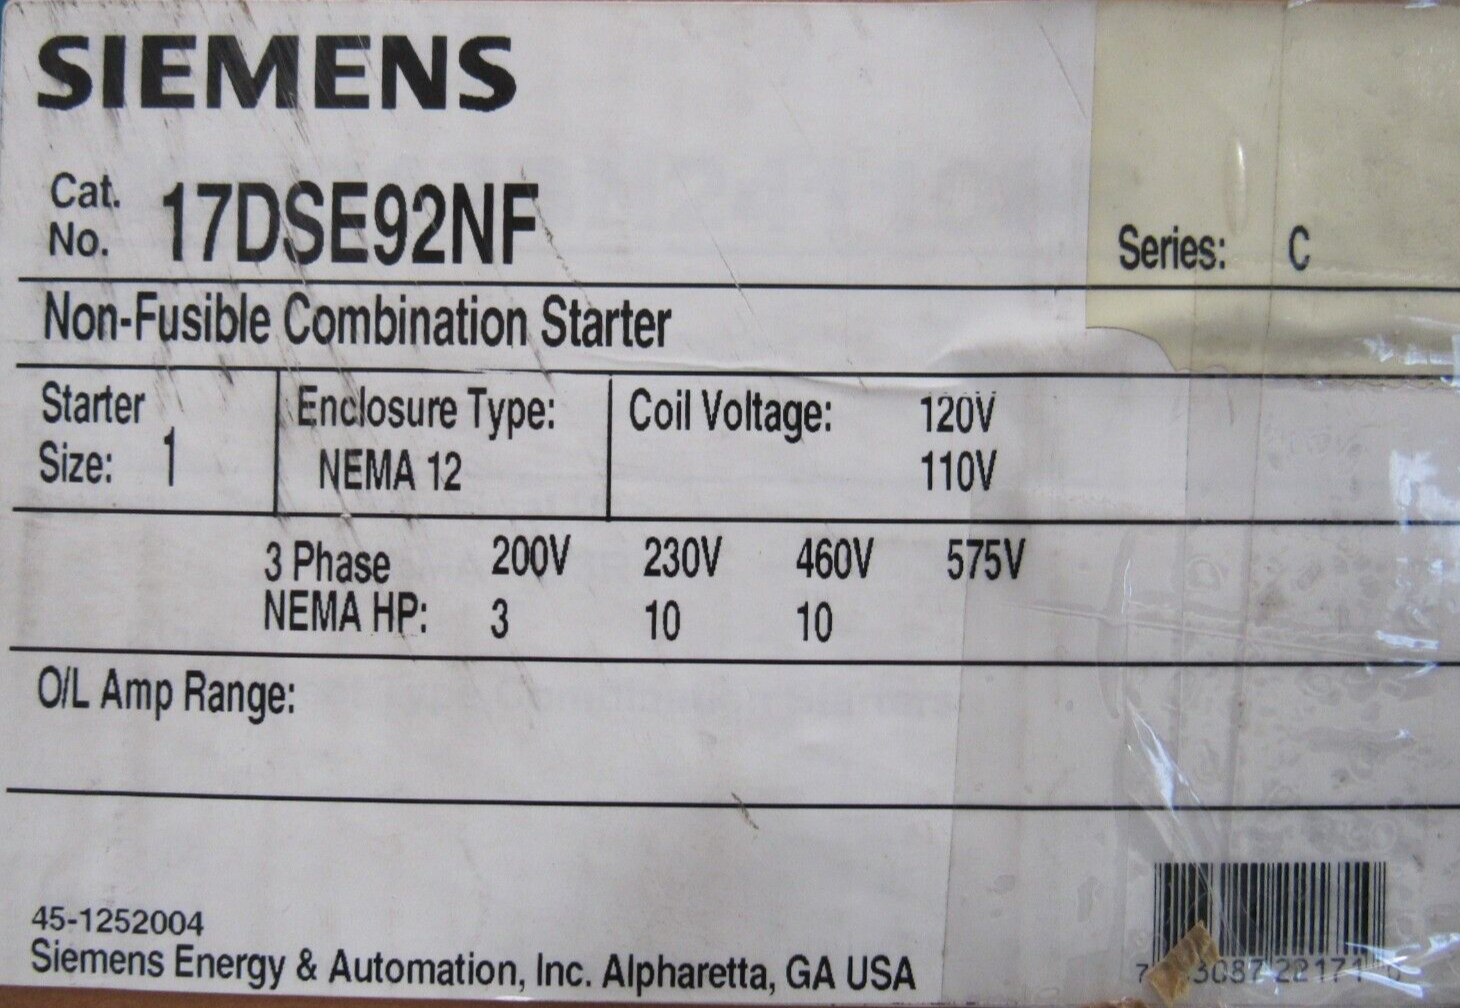 SIEMENS
Cat. No. 17DSE92NF Series: C
Non-Fusible Combination Starter
Starter Size: 1
Enclosure Type: NEMA 12
Coil Voltage: 120V
110V
3 Phase 200V 230V 460V 575V
NEMA HP: 3 10 10
O/L Amp Range:
45-1252004
Siemens Energy & Automation, Inc. Alpharetta, GA USA
22171